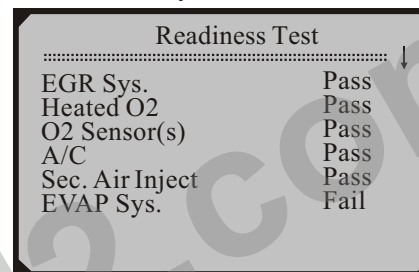 Readiness Test
EGR Sys. Pass
Heated O2 Pass
O2 Sensor(s) Pass
A/C Pass
Sec. Air Inject Pass
EVAP Sys. Fail